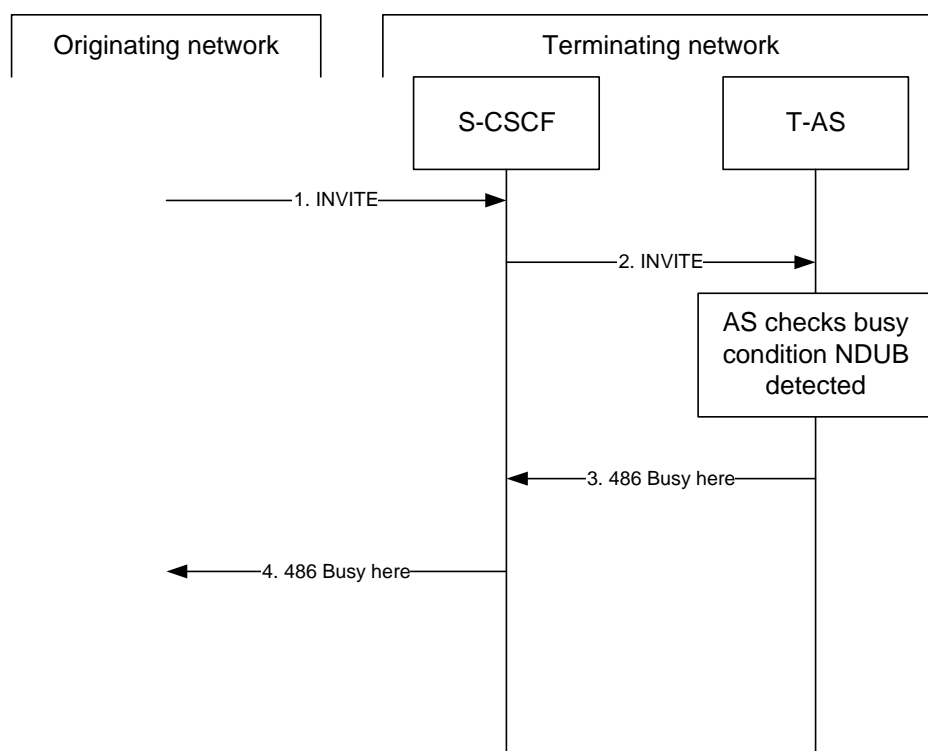 Originating network
Terminating network
S-CSCF
T-AS
1. INVITE
2. INVITE
AS checks busy
condition NDUB
detected
3. 486 Busy here
4. 486 Busy here